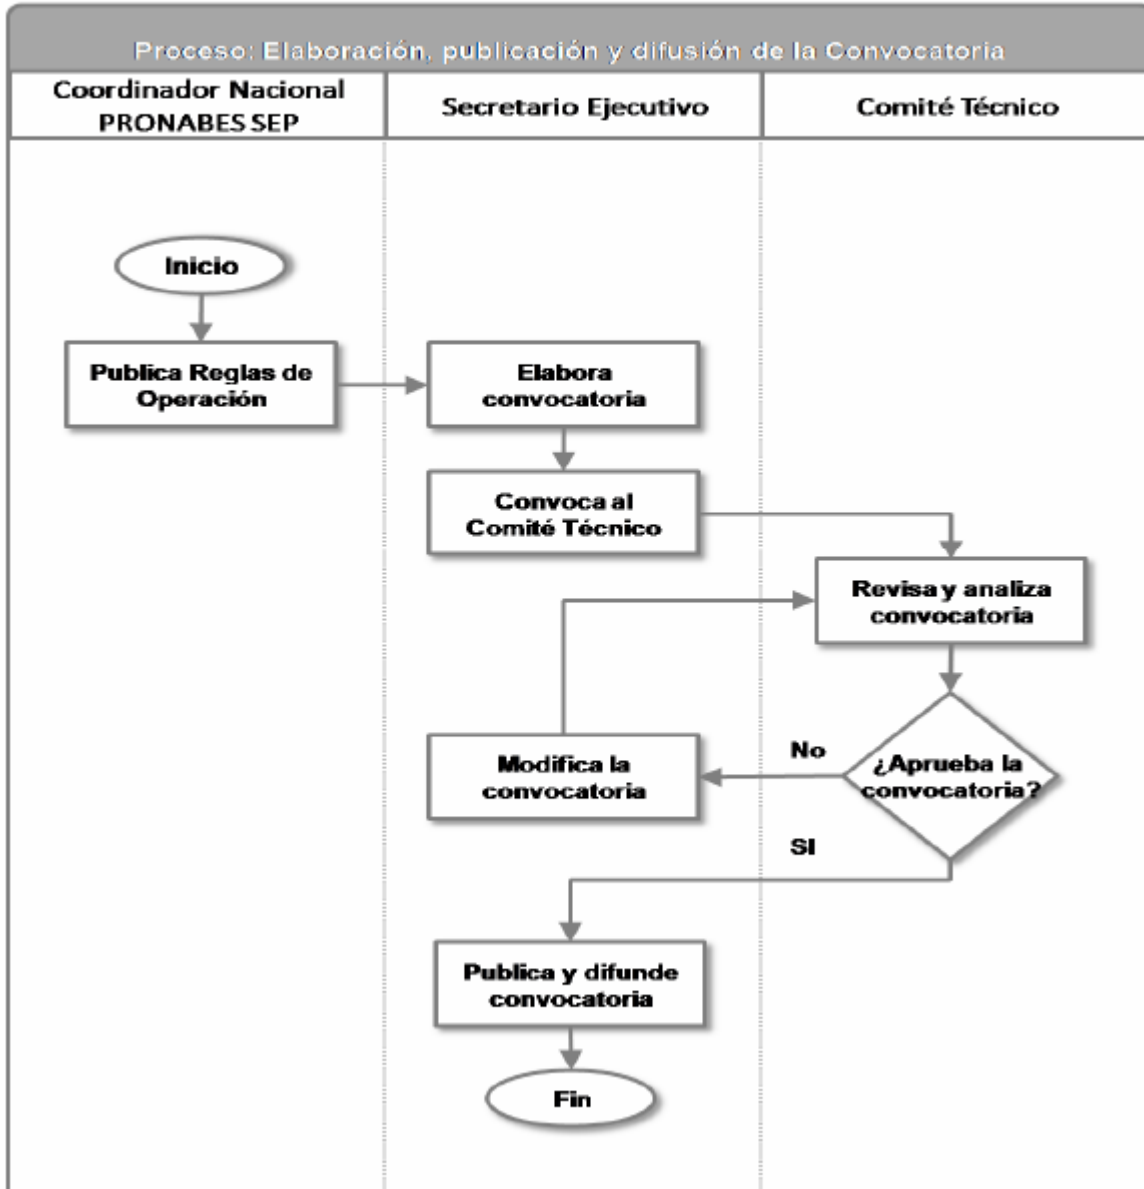 Proceso: Elaboración, publicación y difusión de la Convocatoria
Coordinador Nacional
PRONABES SEP
Secretario Ejecutivo
Comité Técnico
Inicio
Publica Reglas de
Operación
Elabora
convocatoria
Convoca al
Comité Técnico
Revisa y analiza
convocatoria
¿Aprueba la
convocatoria?
No
Modifica la
convocatoria
SI
Publica y difunde
convocatoria
Fin